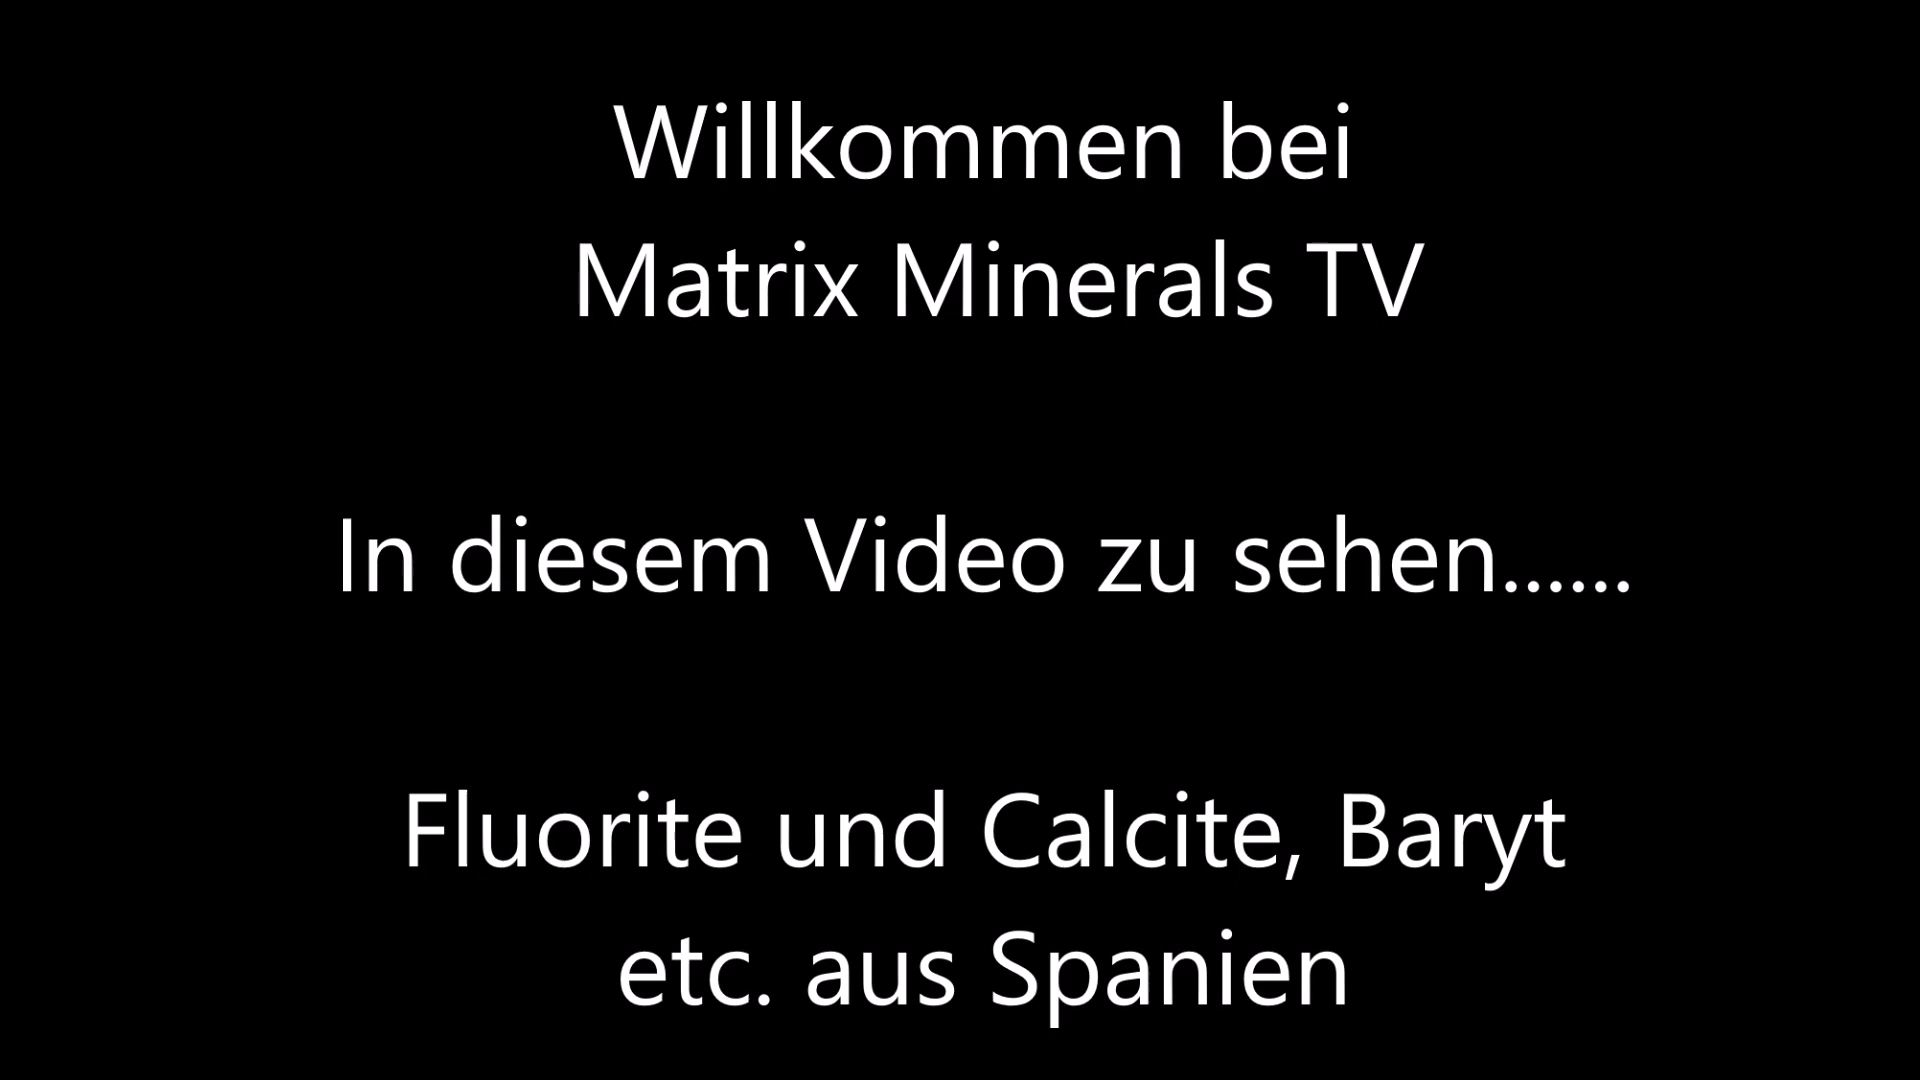 Willkommen bei
Matrix Minerals TV
In diesem Video zu sehen......
Fluorite und Calcite, Baryt
etc. aus Spanien